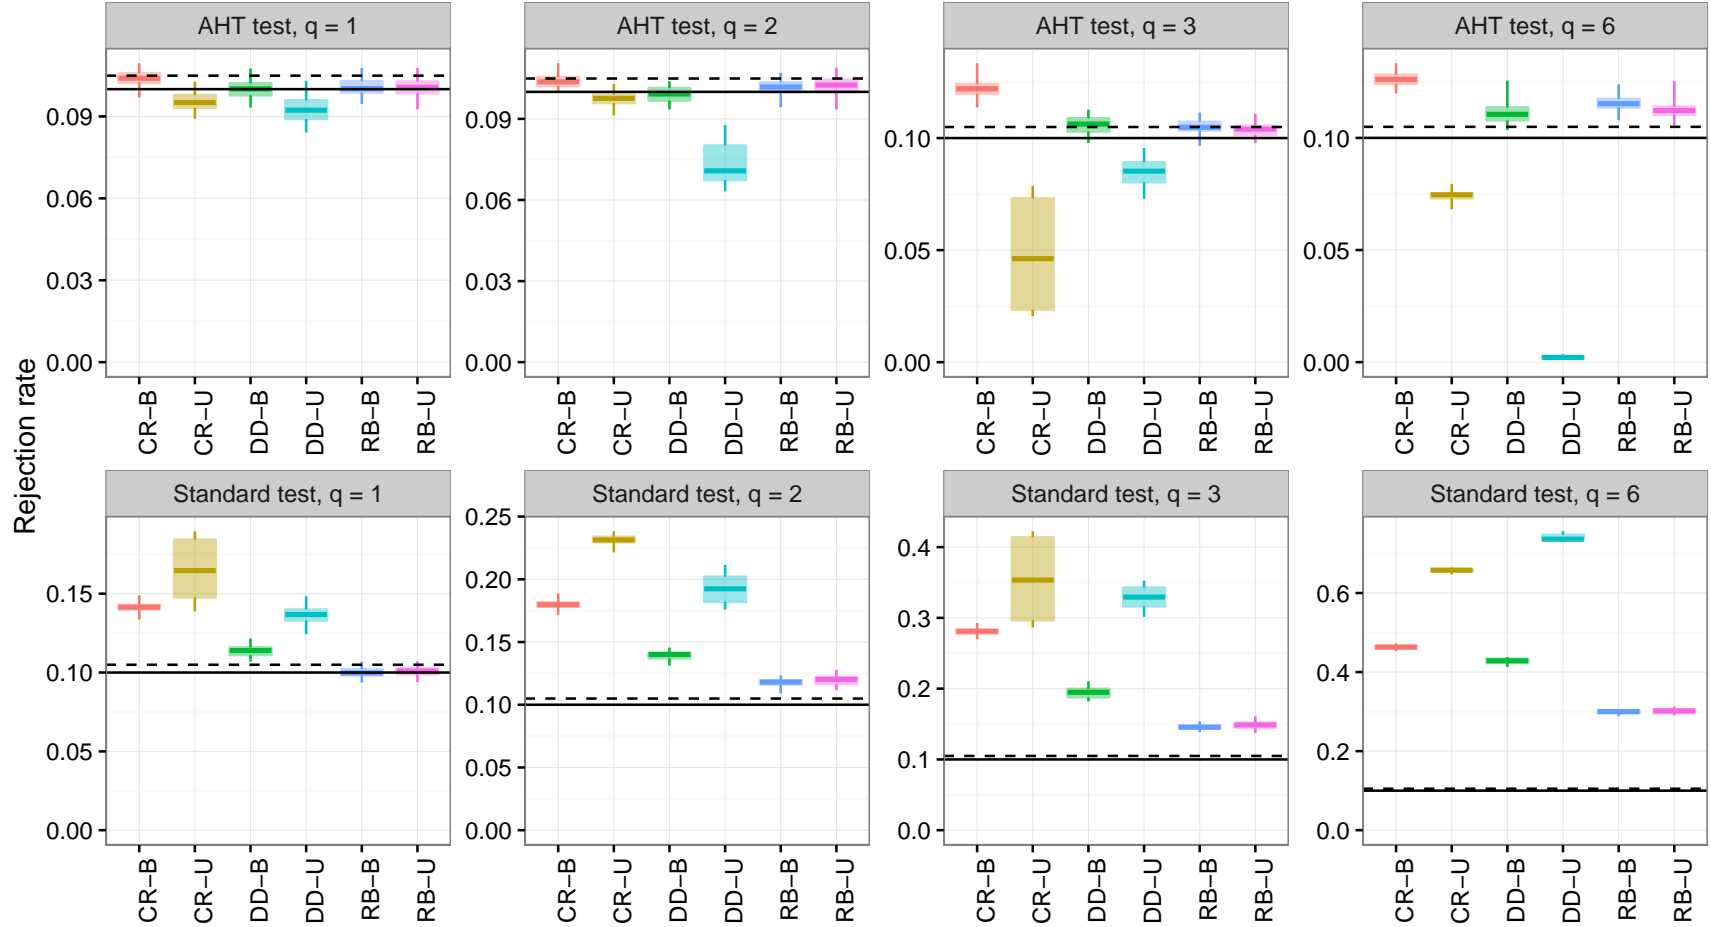 Rejection rate
AHT test, q = 1
0.09
0.06
0.03
0.00
CR−B
CR−U
DD−B
DD−U
RB−B
RB−U
AHT test, q = 2
0.09
0.06
0.03
0.00
CR−B
CR−U
DD−B
DD−U
RB−B
RB−U
AHT test, q = 3
0.10
0.05
0.00
CR−B
CR−U
DD−B
DD−U
RB−B
RB−U
AHT test, q = 6
0.10
0.05
0.00
CR−B
CR−U
DD−B
DD−U
RB−B
RB−U
Standard test, q = 1
0.15
0.10
0.05
0.00
CR−B
CR−U
DD−B
DD−U
RB−B
RB−U
Standard test, q = 2
0.25
0.20
0.15
0.10
0.05
0.00
CR−B
CR−U
DD−B
DD−U
RB−B
RB−U
Standard test, q = 3
0.4
0.3
0.2
0.1
0.0
CR−B
CR−U
DD−B
DD−U
RB−B
RB−U
Standard test, q = 6
0.6
0.4
0.2
0.0
CR−B
CR−U
DD−B
DD−U
RB−B
RB−U